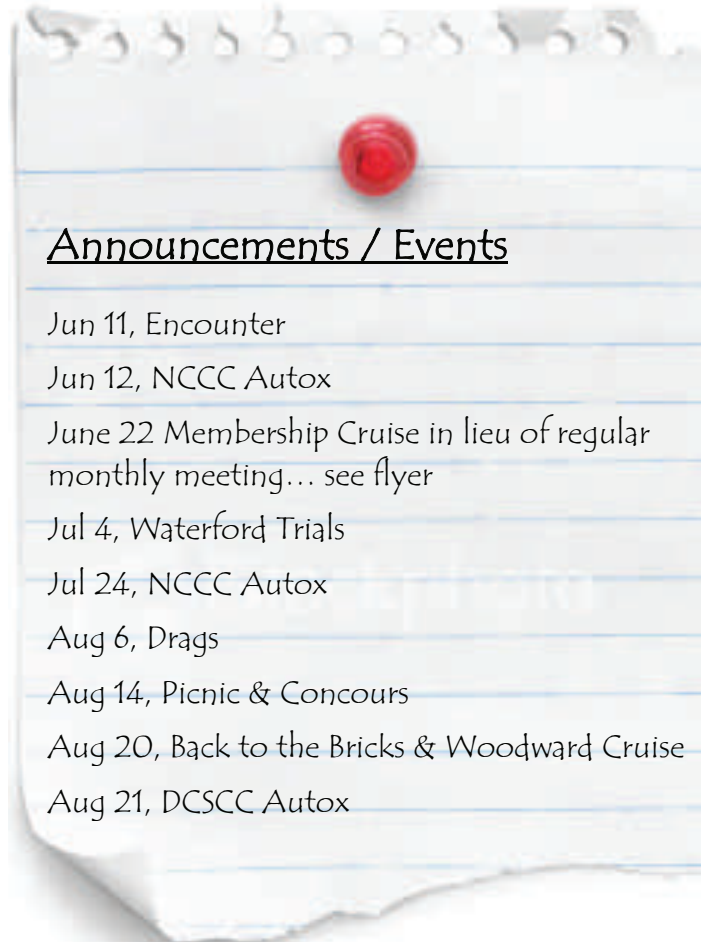 Announcements / Events
Jun 11, Encounter
Jun 12, NCCC Autox
June 22 Membership Cruise in lieu of regular
monthly meeting... see flyer
Jul 4, Waterford Trials
Jul 24, NCCC Autox
Aug 6, Drags
Aug 14, Picnic & Concours
Aug 20, Back to the Bricks & Woodward Cruise
Aug 21, DCSCC Autox